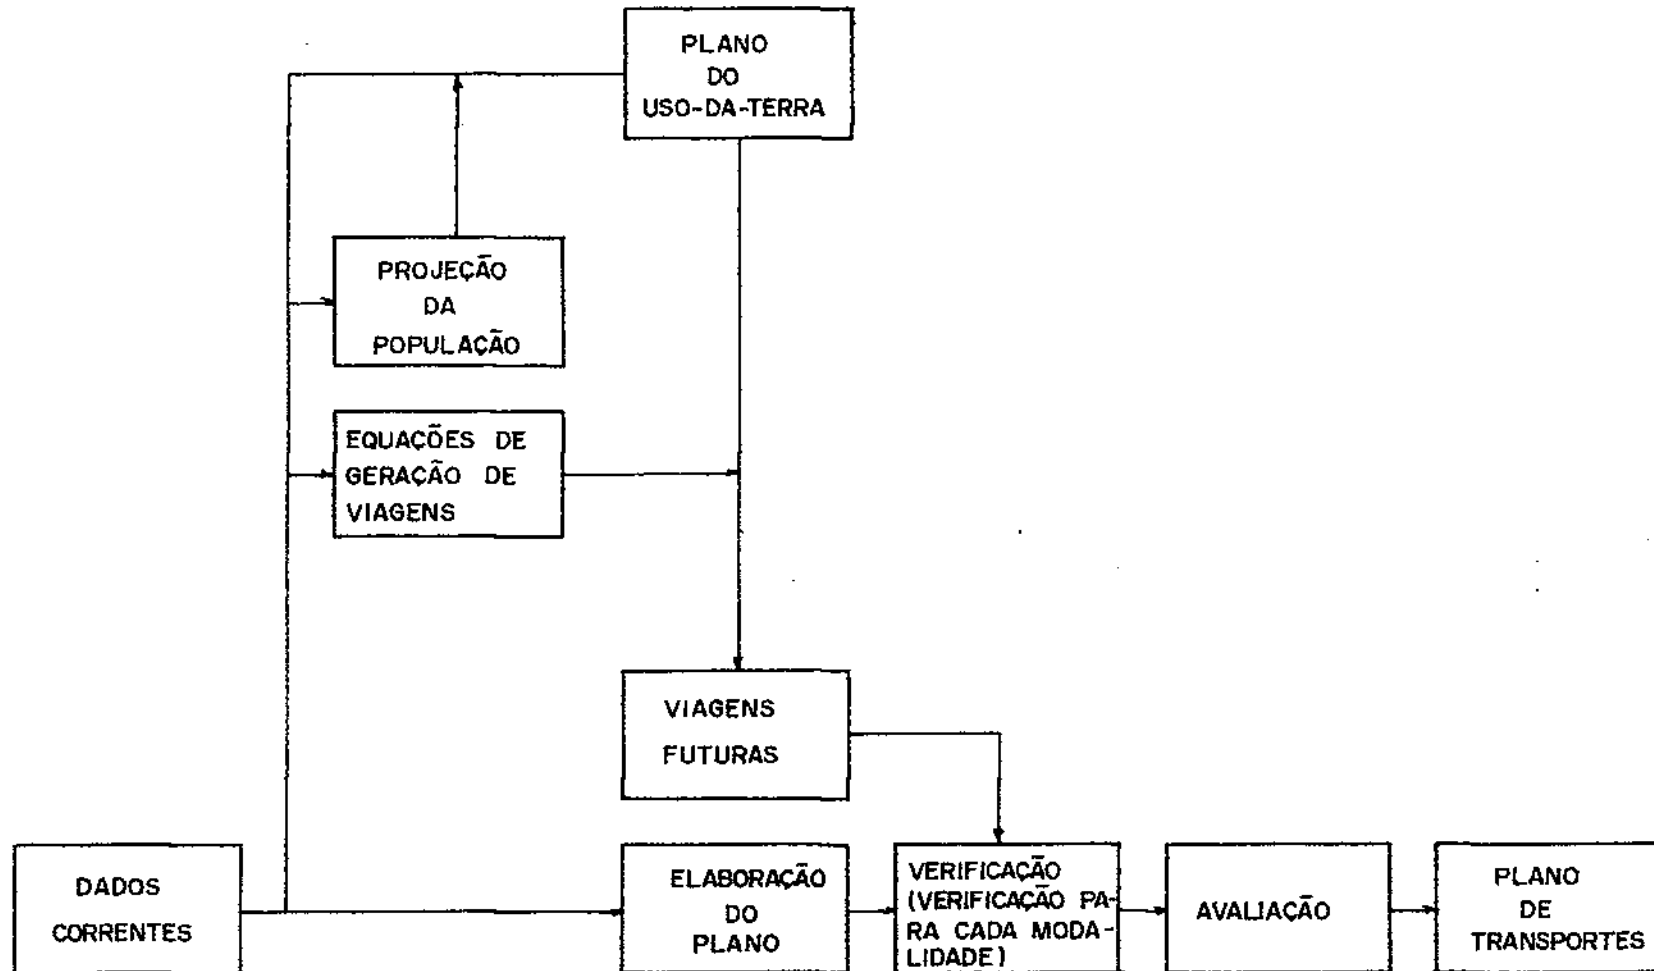 PLANO
DO
USO-DA-TERRA
PROJEÇÃO
DA
POPULAÇÃO
EQUAÇÕES DE
GERAÇÃO DE
VIAGENS
VIAGENS
FUTURAS
DADOS
CORRENTES
ELABORAÇÃO
DO
PLANO
VERIFICAÇÃO
(VERIFICAÇÃO PA-
RA CADA MODA-
LIDADE)
AVALIAÇÃO
PLANO
DE
TRANSPORTES